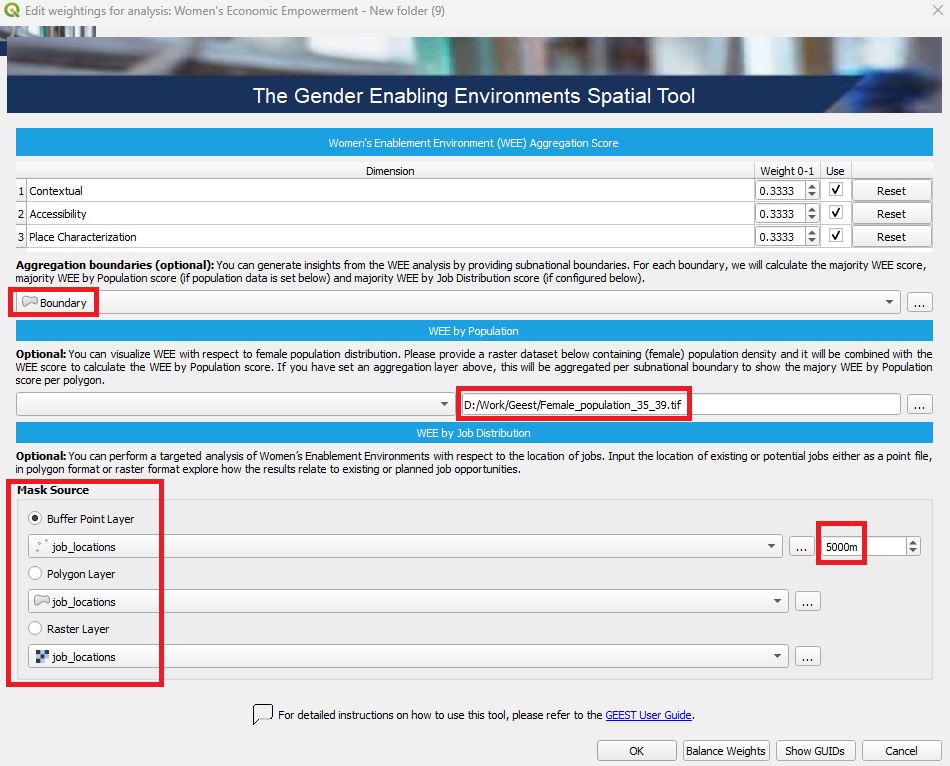 Edit weightings for analysis: Women's Economic Empowerment - New folder (9)
The Gender Enabling Environments Spatial Tool
Women's Enablement Environment (WEE) Aggregation Score
Dimension Weight 0-1 Use
1 Contextual 0.3333 Reset
2 Accessibility 0.3333 Reset
3 Place Characterization 0.3333 Reset
Aggregation boundaries (optional): You can generate insights from the WEE analysis by providing subnational boundaries. For each boundary, we will calculate the majority WEE score,
majority WEE by Population score (if population data is set below) and majority WEE by Job Distribution score (if configured below).
Boundary ...
WEE by Population
Optional: You can visualize WEE with respect to female population distribution. Please provide a raster dataset below containing (female) population density and it will be combined with the
WEE score to calculate the WEE by Population score. If you have set an aggregation layer above, this will be aggregated per subnational boundary to show the majory WEE by Population
score per polygon.
D:/Work/Geest/Female_population_35_39.tif ...
WEE by Job Distribution
Optional: You can perform a targeted analysis of Women's Enablement Environments with respect to the location of jobs. Input the location of existing or potential jobs either as a point file,
in polygon format or raster format explore how the results relate to existing or planned job opportunities.
Mask Source
Buffer Point Layer
job_locations ... 5000m
Polygon Layer
job_locations ...
Raster Layer
job_locations ...
For detailed instructions on how to use this tool, please refer to the GEEST User Guide.
OK Balance Weights Show GUIDs Cancel